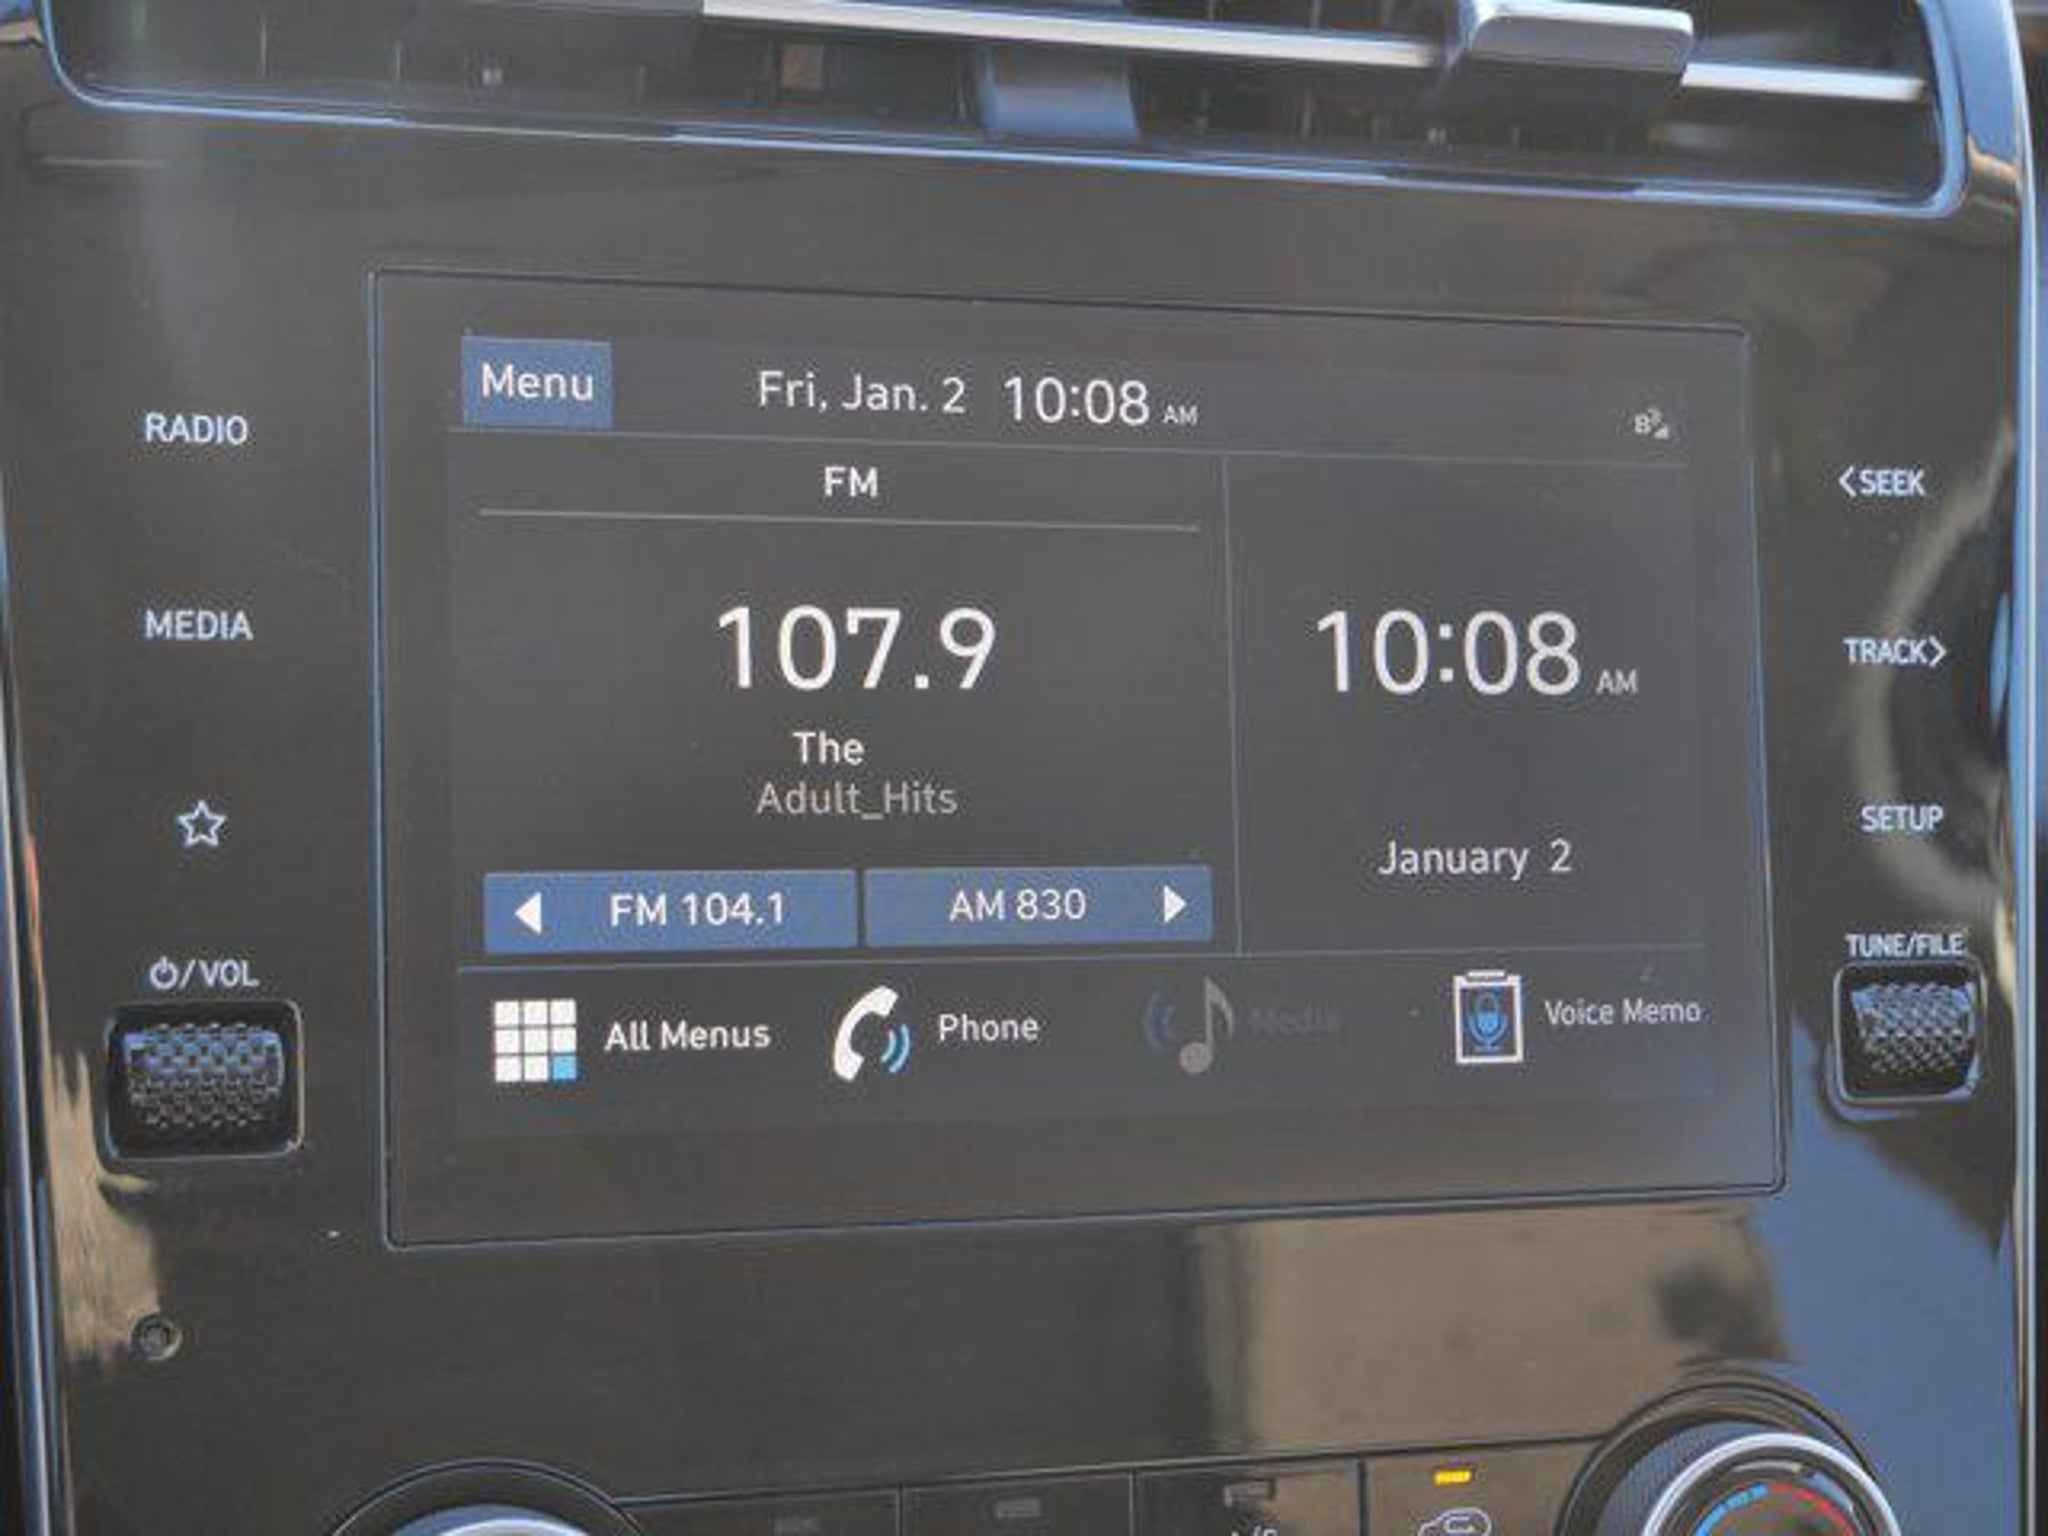 Menu
Fri, Jan. 2 10:08 AM
RADIO
MEDIA
/VOL
FM
107.9
The
Adult_Hits
FM 104.1
AM 830
10:08 AM
January 2
All Menus
Phone
Media
Voice Memo
<SEEK
TRACK>
SETUP
TUNE/FILE